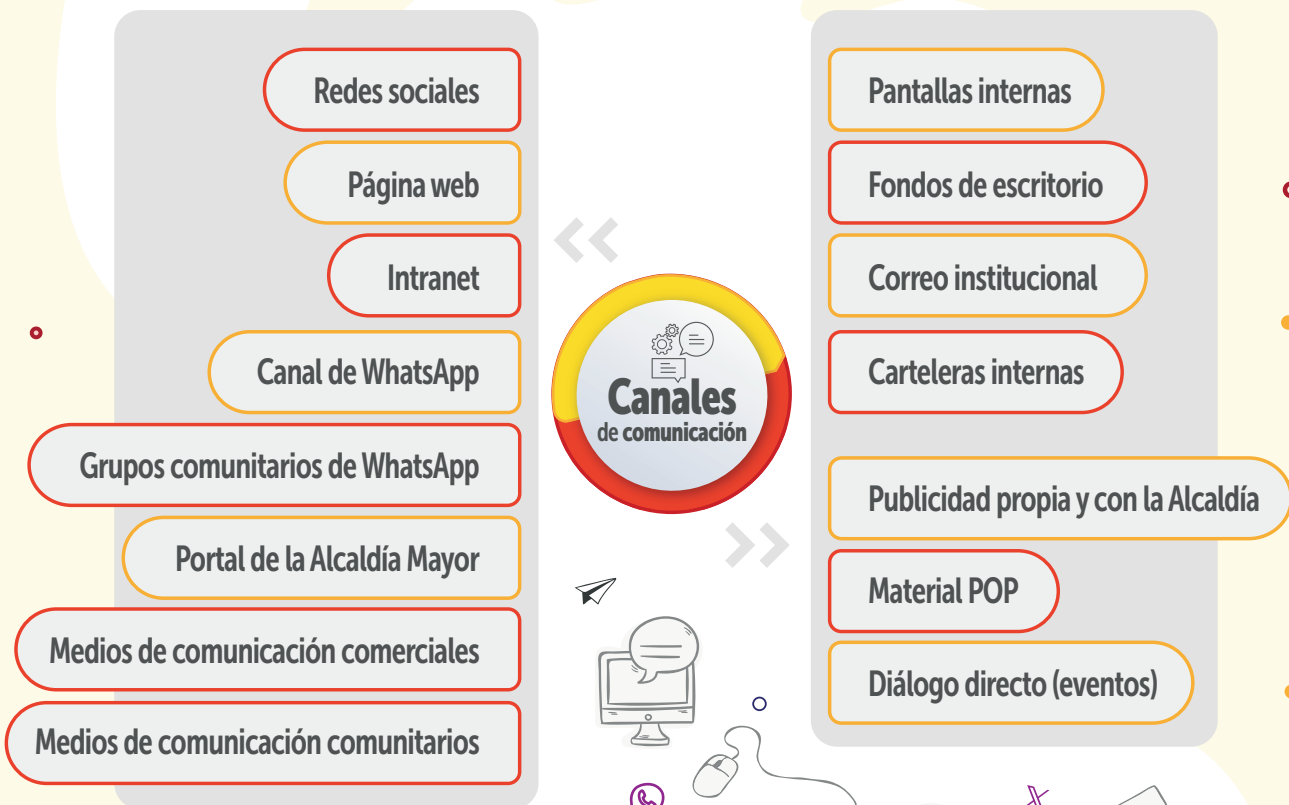 Redes sociales
Página web
Intranet
Canal de WhatsApp
Grupos comunitarios de WhatsApp
Portal de la Alcaldía Mayor
Medios de comunicación comerciales
Medios de comunicación comunitarios
Canales
de comunicación
Pantallas internas
Fondos de escritorio
Correo institucional
Carteleras internas
Publicidad propia y con la Alcaldía
Material POP
Diálogo directo (eventos)